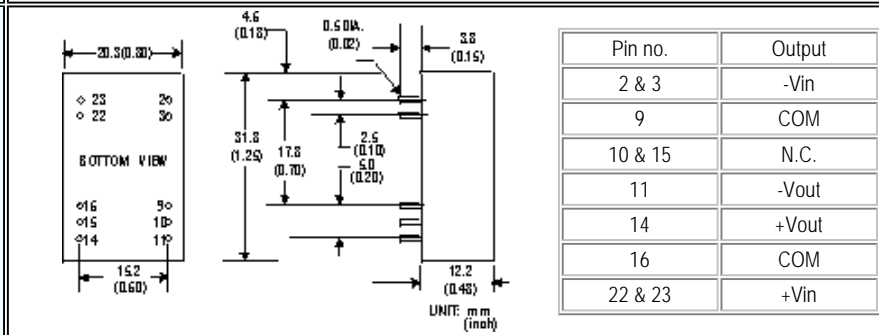 4.6
(0.18)
0.5 DIA.
(0.02)
3.8
(0.15)
20.3(0.80)
23
2
22
3
BOTTOM VIEW
16
9
15
10
14
11
15.2
(0.60)
31.8
(1.25)
17.8
(0.70)
2.5
(0.10)
5.0
(0.20)
12.2
(0.48)
UNIT: mm
(inch)
Pin no. Output
2 & 3 -Vin
9 COM
10 & 15 N.C.
11 -Vout
14 +Vout
16 COM
22 & 23 +Vin